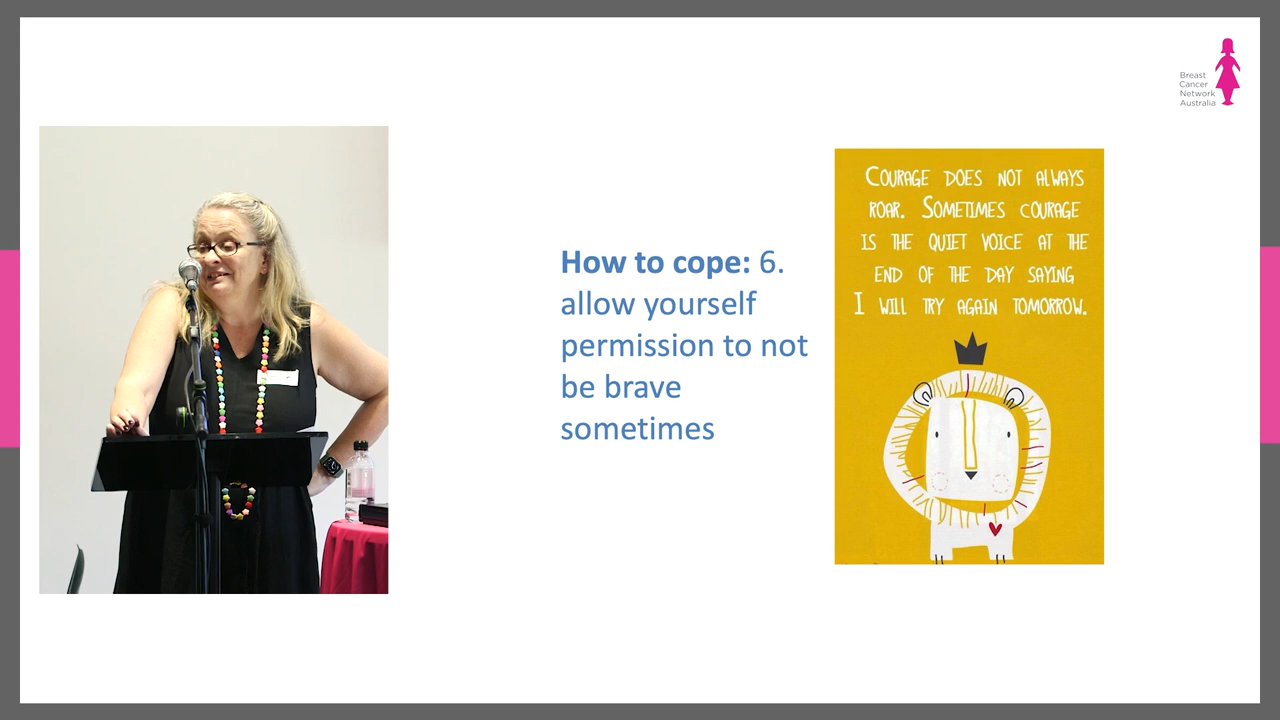 Breast
Cancer
Network
Australia
How to cope: 6.
allow yourself
permission to not
be brave
sometimes
COURAGE DOES NOT ALWAYS
ROAR. SOMETIMES COURAGE
IS THE QUIET VOICE AT THE
END OF THE DAY SAYING
I WILL TRY AGAIN TOMORROW.